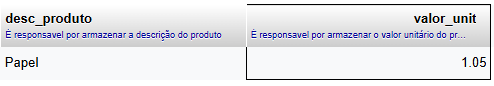 desc_produto valor_unit
É responsavel por armazenar a descrição do produto É responsavel por armazenar o valor unitário do pr...
Papel 1.05